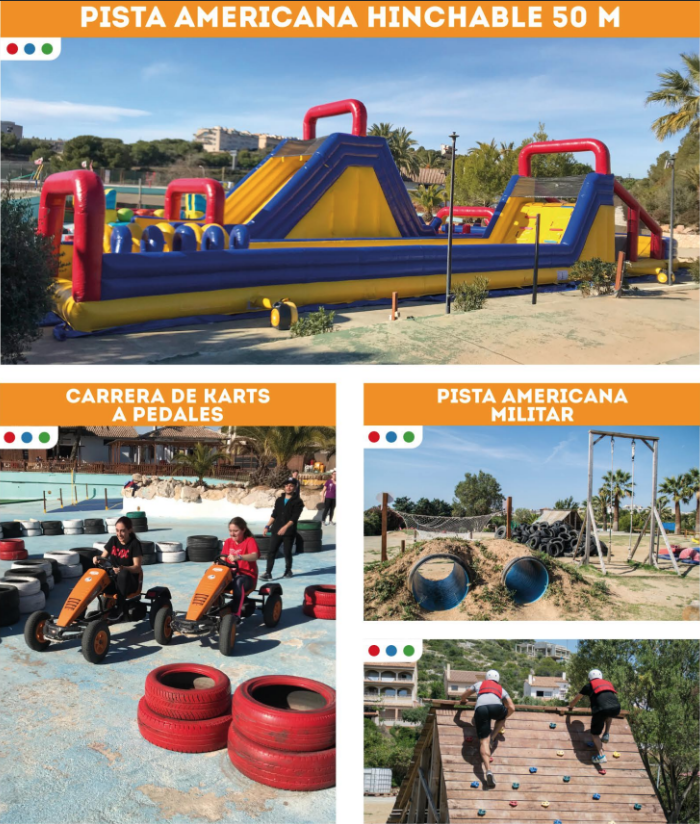 PISTA AMERICANA HINCHABLE 50 M
CARRERA DE KARTS
A PEDALES
PISTA AMERICANA
MILITAR